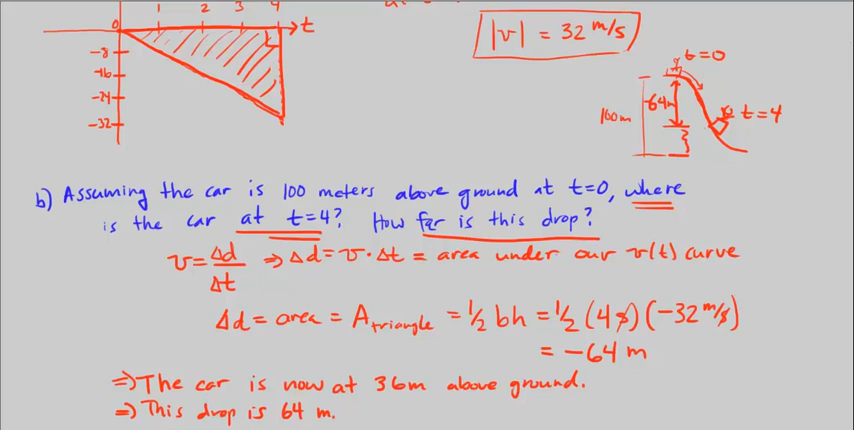 0 1 2 3 4 t
-8
-16
-24
-32
|v| = 32 m/s
t=0
100m
-64m
t=4
b) Assuming the car is 100 meters above ground at t=0, where
is the car at t=4? How far is this drop?
v = Δd/Δt ⇒ Δd = v·Δt = area under our v(t) curve
Δd = area = A triangle = 1/2 bh = 1/2 (4s)(-32 m/s)
= -64 m
⇒ The car is now at 36m above ground.
⇒ This drop is 64 m.